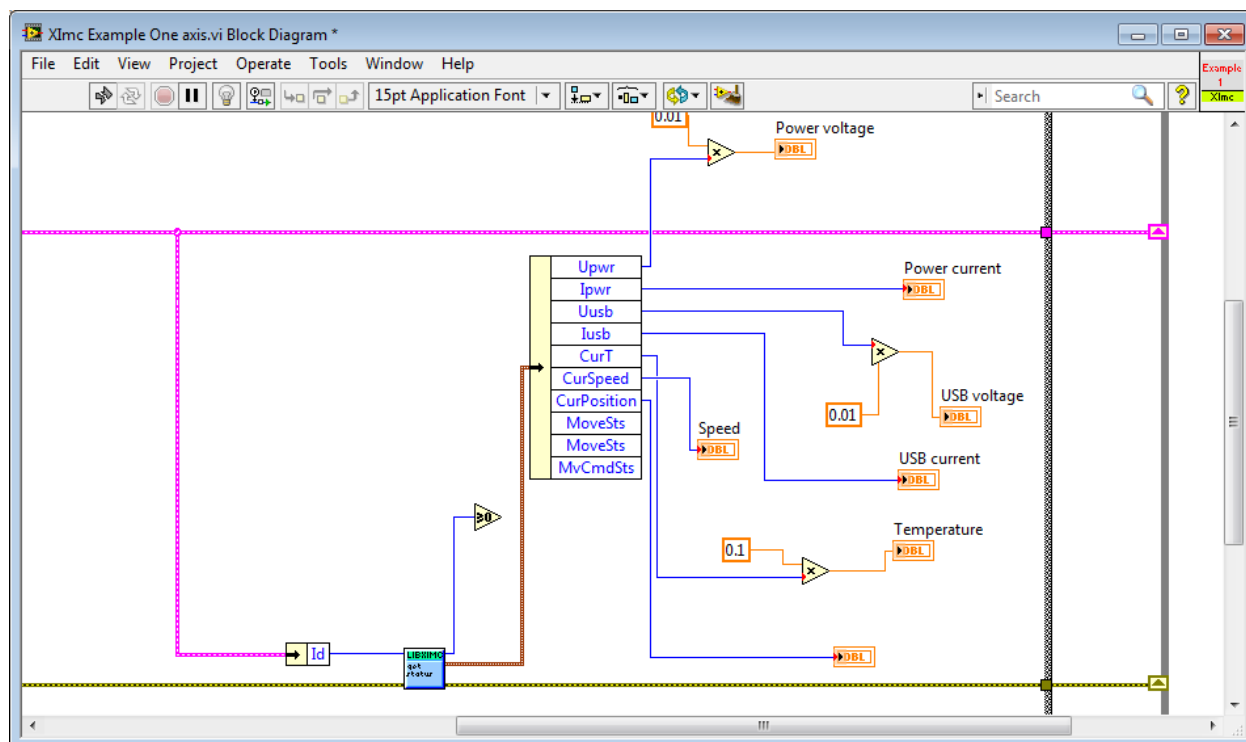 XImc Example One axis.vi Block Diagram *
File Edit View Project Operate Tools Window Help
15pt Application Font
Search
?
Example
1
XImc
0.01
Power voltage
×
DBL
Upwr
Ipwr
Uusb
Iusb
CurT
CurSpeed
CurPosition
MoveSts
MoveSts
MvCmdSts
Power current
DBL
×
0.01
USB voltage
DBL
Speed
DBL
USB current
DBL
≥0
Temperature
0.1
DBL
×
Id
LIBXIMC
get
status
DBL